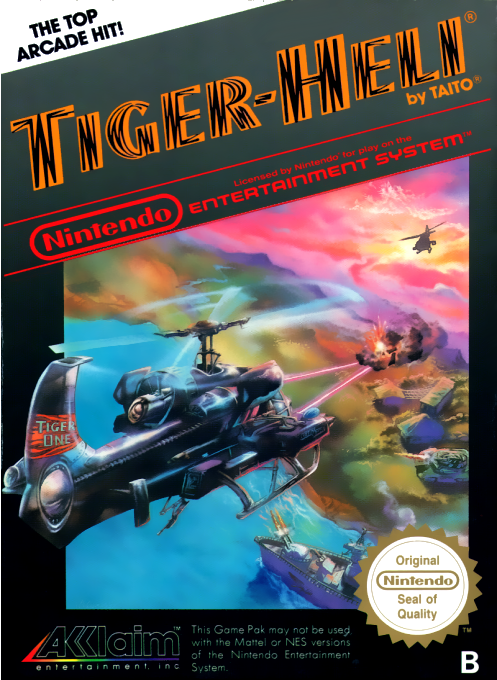 THE TOP
ARCADE HIT!
TIGER-HELI®
by TAITO®
Licensed by Nintendo® for play on the
Nintendo ENTERTAINMENT SYSTEM™
TIGER
ONE
Original
Nintendo
Seal of
Quality
™
AKKlaim™
entertainment, inc
This Game Pak may not be used
with the Mattel or NES versions
of the Nintendo Entertainment
System.
B